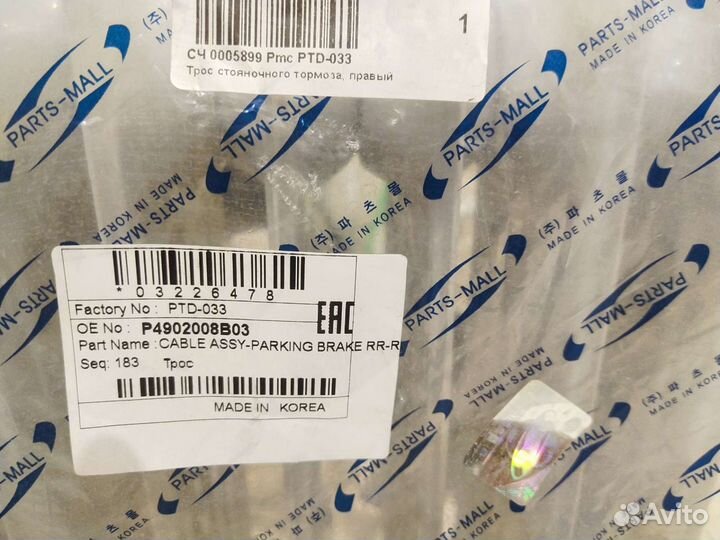 1
СЧ 0005899 Pmc PTD-033
Трос стояночного тормоза, правый
(주) 파츠몰
PARTS-MALL
MADE IN KOREA
*03226478
Factory No : PTD-033
EAC
OE No : P4902008B03
Part Name :CABLE ASSY-PARKING BRAKE RR-R
Seq: 183 Трос
MADE IN KOREA
Avito